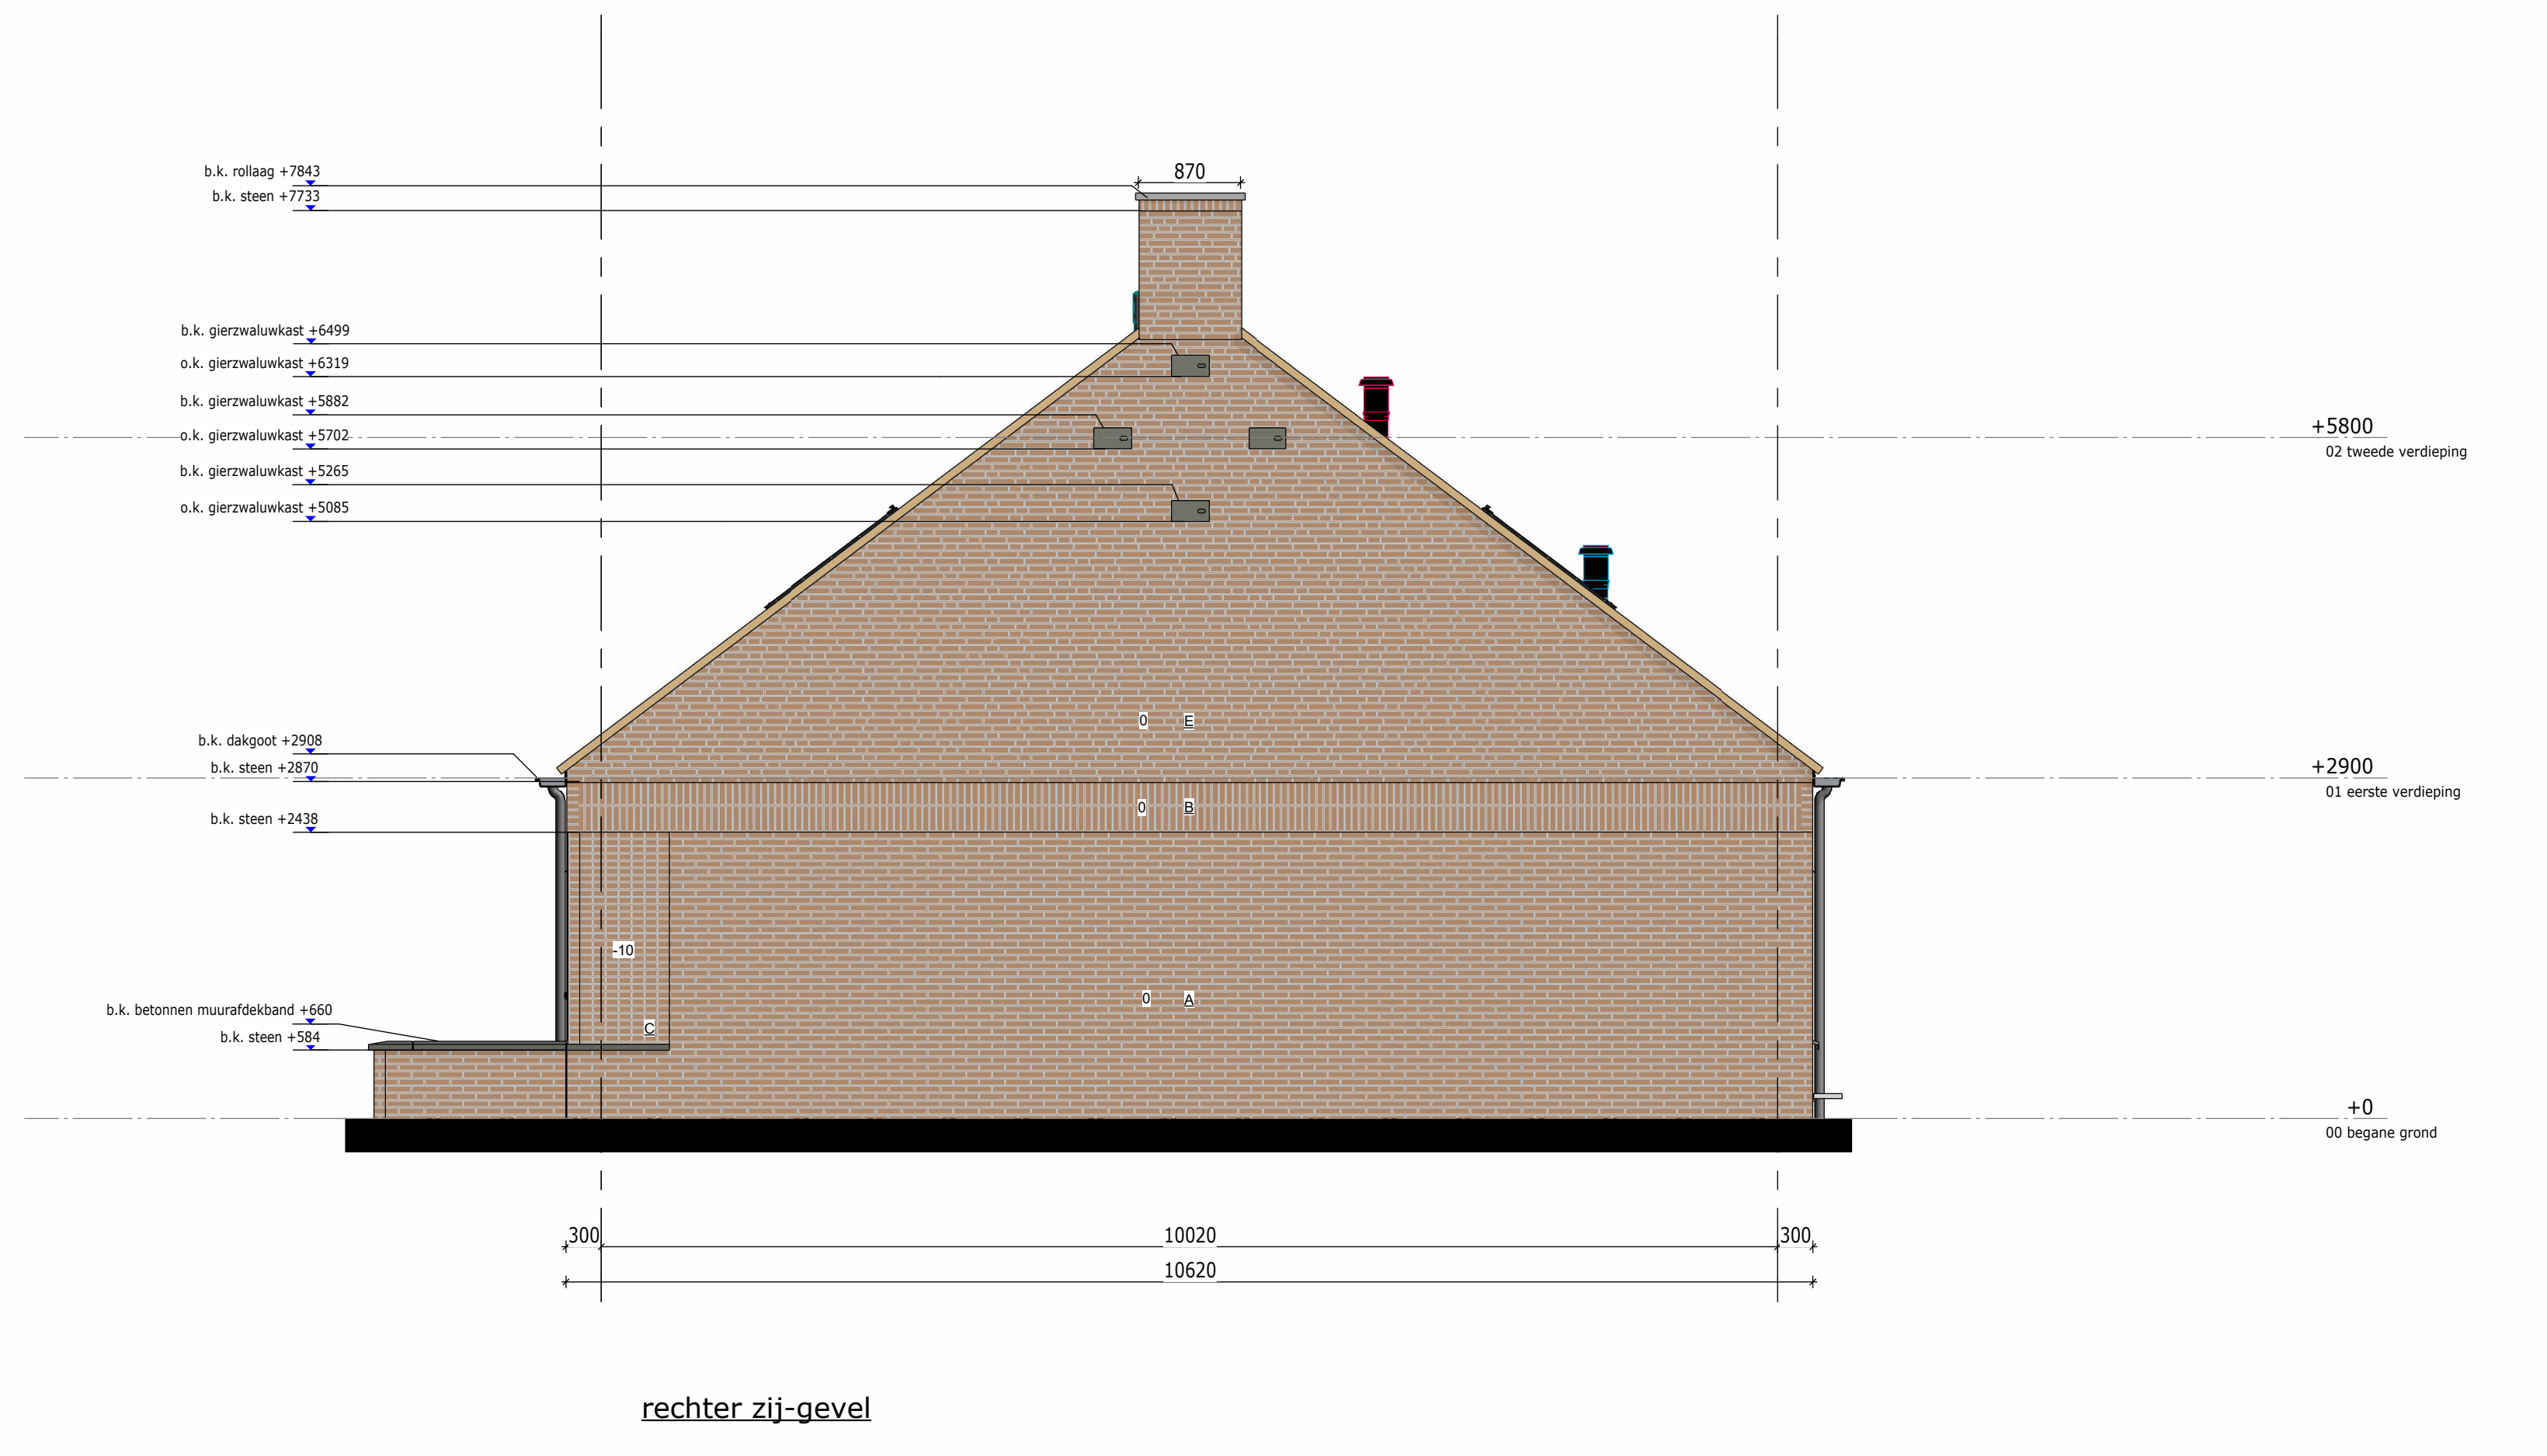 b.k. rollaag +7843
870
b.k. steen +7733
b.k. gierzwaluwkast +6499
o.k. gierzwaluwkast +6319
b.k. gierzwaluwkast +5882
+5800
o.k. gierzwaluwkast +5702
02 tweede verdieping
b.k. gierzwaluwkast +5265
o.k. gierzwaluwkast +5085
0 E
b.k. dakgoot +2908
b.k. steen +2870
+2900
01 eerste verdieping
0 B
b.k. steen +2438
-10
0 A
b.k. betonnen muurafdekband +660
C
b.k. steen +584
+0
00 begane grond
300
10020
300
10620
rechter zij-gevel